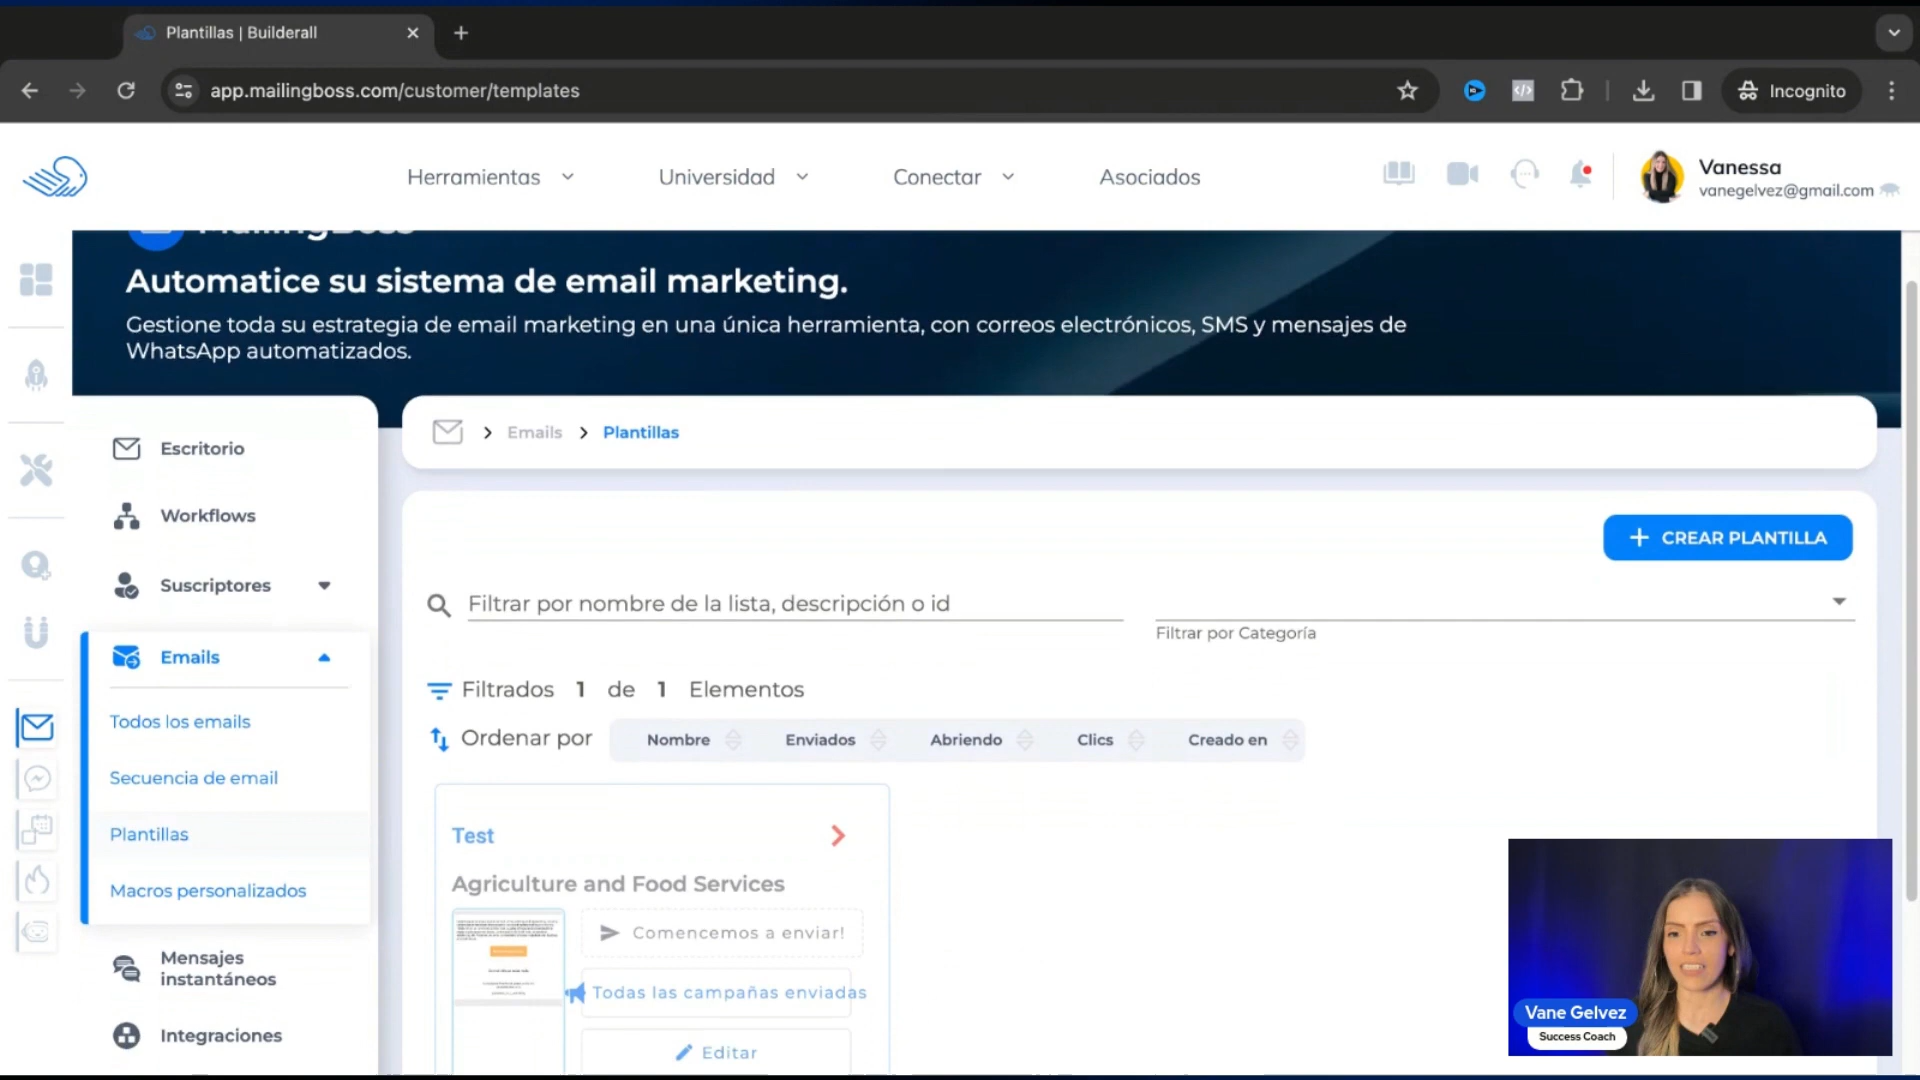 Plantillas | Builderall
app.mailingboss.com/customer/templates
Incognito
Herramientas
Universidad
Conectar
Asociados
Vanessa
vanegelvez@gmail.com
MailingBoss
Automatice su sistema de email marketing.
Gestione toda su estrategia de email marketing en una única herramienta, con correos electrónicos, SMS y mensajes de
WhatsApp automatizados.
Escritorio
Workflows
Suscriptores
Emails
Todos los emails
Secuencia de email
Plantillas
Macros personalizados
Mensajes
instantáneos
Integraciones
Emails
Plantillas
CREAR PLANTILLA
Filtrar por nombre de la lista, descripción o id
Filtrar por Categoría
Filtrados 1 de 1 Elementos
Ordenar por
Nombre
Enviados
Abriendo
Clics
Creado en
Test
Agriculture and Food Services
Comencemos a enviar!
Todas las campañas enviadas
Editar
Vane Gelvez
Success Coach